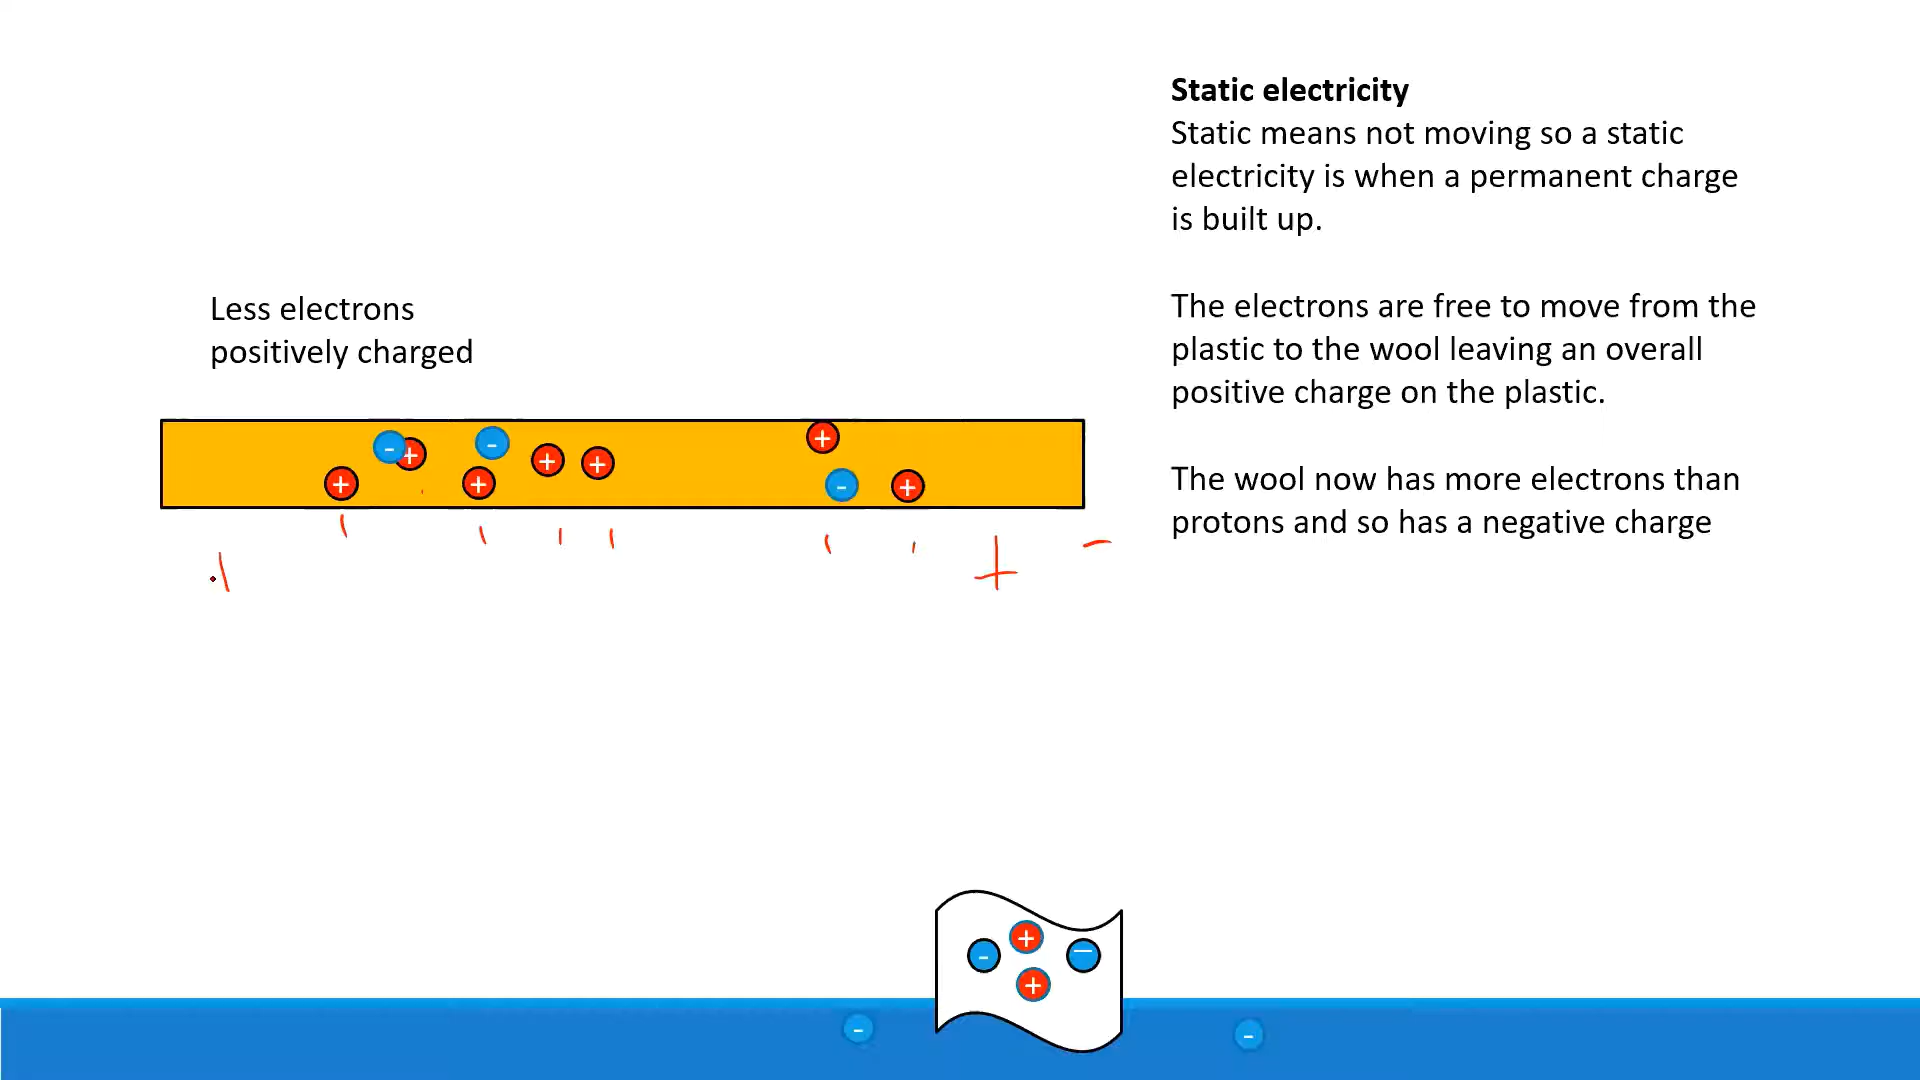 Static electricity
Static means not moving so a static
electricity is when a permanent charge
is built up.
Less electrons
positively charged
The electrons are free to move from the
plastic to the wool leaving an overall
positive charge on the plastic.
The wool now has more electrons than
protons and so has a negative charge